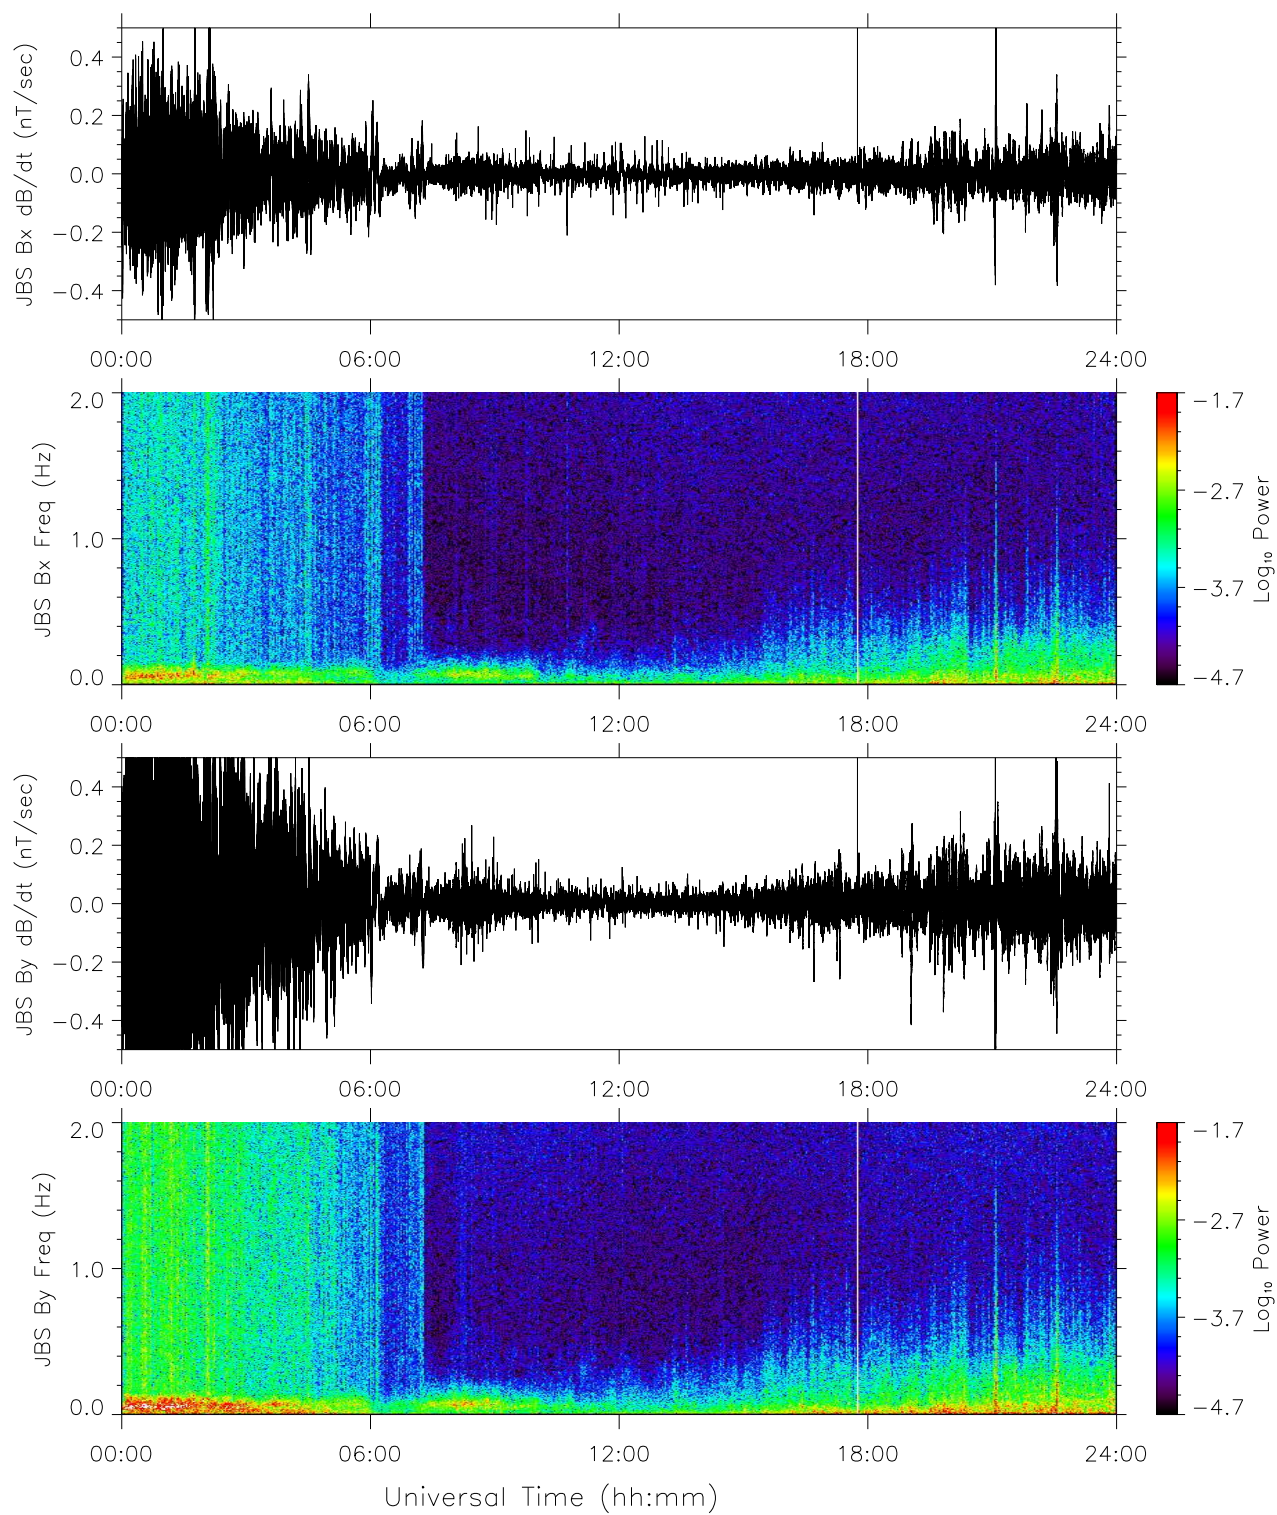 JBS Bx dB/dt (nT/sec)
0.4
0.2
0.0
−0.2
−0.4
00:00 06:00 12:00 18:00 24:00
JBS Bx Freq (Hz)
2.0
1.0
0.0
−1.7
−2.7
−3.7
−4.7
Log₁₀ Power
00:00 06:00 12:00 18:00 24:00
JBS By dB/dt (nT/sec)
0.4
0.2
0.0
−0.2
−0.4
00:00 06:00 12:00 18:00 24:00
JBS By Freq (Hz)
2.0
1.0
0.0
−1.7
−2.7
−3.7
−4.7
Log₁₀ Power
00:00 06:00 12:00 18:00 24:00
Universal Time (hh:mm)